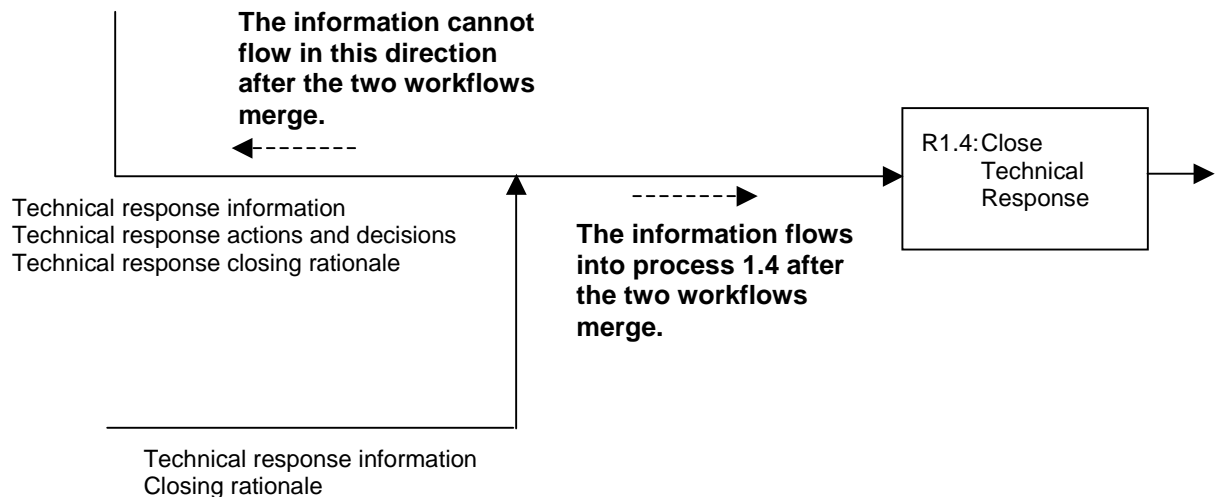 The information cannot
flow in this direction
after the two workflows
merge.
R1.4: Close
Technical
Response
Technical response information
Technical response actions and decisions
Technical response closing rationale
The information flows
into process 1.4 after
the two workflows
merge.
Technical response information
Closing rationale